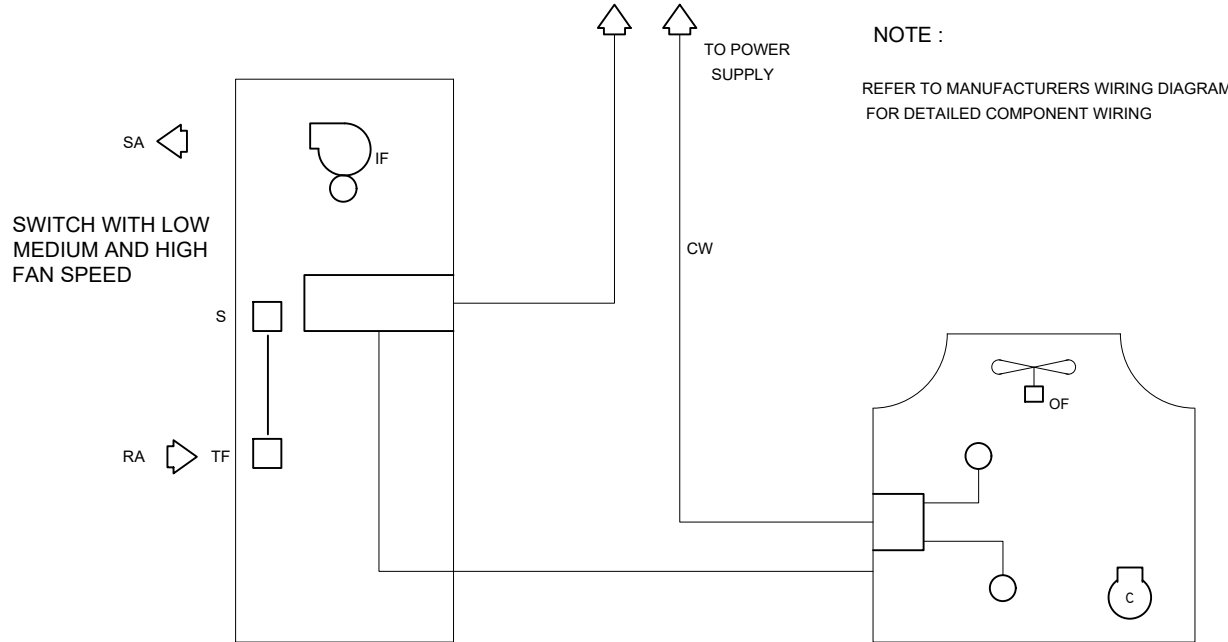 TO POWER
SUPPLY
NOTE :
REFER TO MANUFACTURERS WIRING DIAGRAM
FOR DETAILED COMPONENT WIRING
SA
IF
SWITCH WITH LOW
MEDIUM AND HIGH
FAN SPEED
CW
S
OF
RA
TF
C